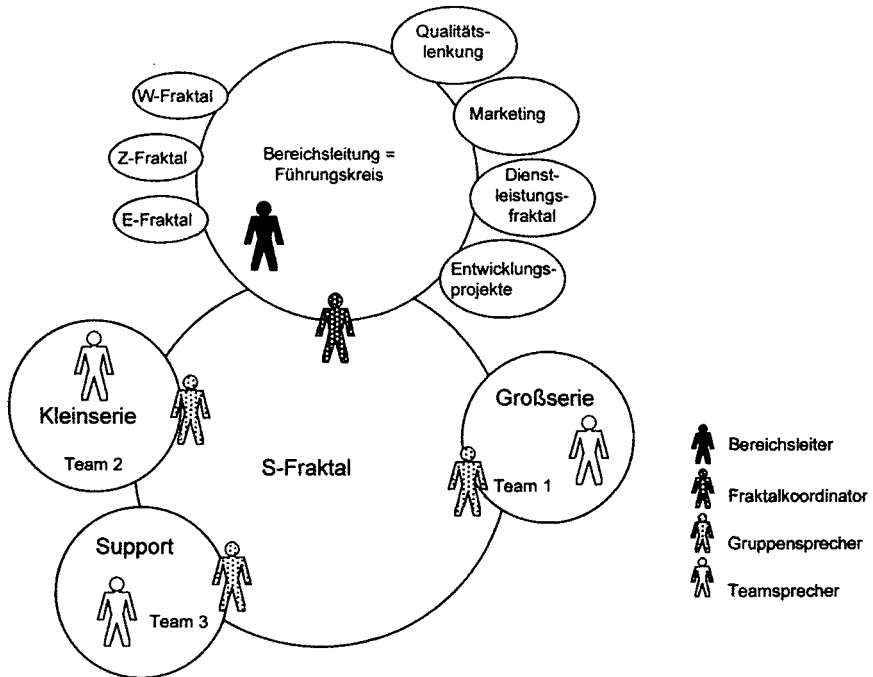 Qualitäts-
lenkung
W-Fraktal
Marketing
Bereichsleitung =
Führungskreis
Z-Fraktal
Dienst-
leistungs-
fraktal
E-Fraktal
Entwicklungs-
projekte
Kleinserie
Team 2
Großserie
Team 1
S-Fraktal
Support
Team 3
Bereichsleiter
Fraktalkoordinator
Gruppensprecher
Teamsprecher